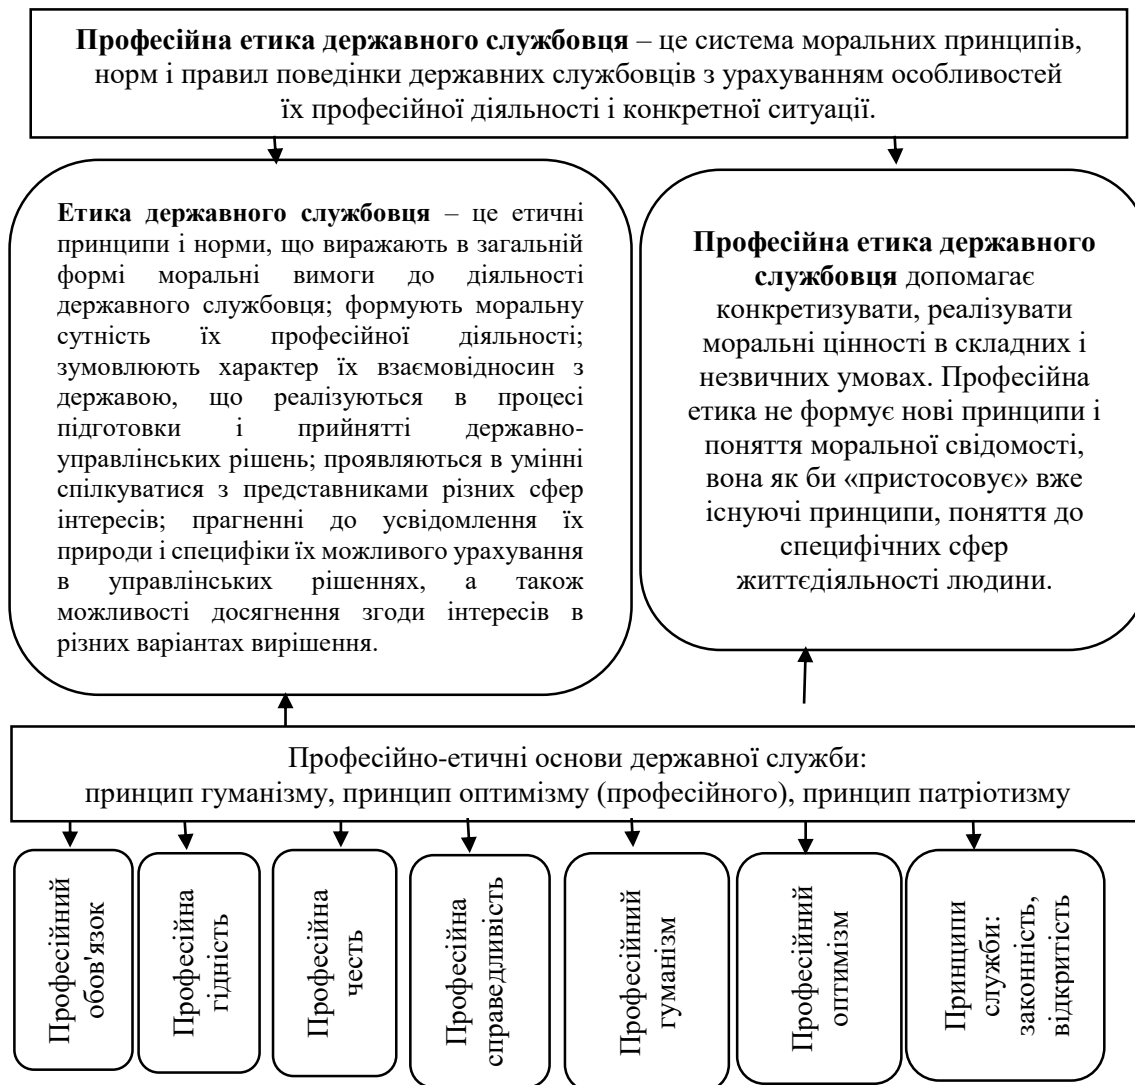 Професійна етика державного службовця – це система моральних принципів,
норм і правил поведінки державних службовців з урахуванням особливостей
їх професійної діяльності і конкретної ситуації.
Етика державного службовця – це етичні
принципи і норми, що виражають в загальній
формі моральні вимоги до діяльності
державного службовця; формують моральну
сутність їх професійної діяльності;
зумовлюють характер їх взаємовідносин з
державою, що реалізуються в процесі
підготовки і прийнятті державно-
управлінських рішень; проявляються в умінні
спілкуватися з представниками різних сфер
інтересів; прагненні до усвідомлення їх
природи і специфіки їх можливого урахування
в управлінських рішеннях, а також
можливості досягнення згоди інтересів в
різних варіантах вирішення.
Професійна етика державного
службовця допомагає
конкретизувати, реалізувати
моральні цінності в складних і
незвичних умовах. Професійна
етика не формує нові принципи і
поняття моральної свідомості,
вона як би «пристосовує» вже
існуючі принципи, поняття до
специфічних сфер
життєдіяльності людини.
Професійно-етичні основи державної служби:
принцип гуманізму, принцип оптимізму (професійного), принцип патріотизму
Професійний
обов'язок
Професійна
гідність
Професійна
честь
Професійна
справедливість
Професійний
гуманізм
Професійний
оптимізм
Принципи
служби:
законність,
відкритість